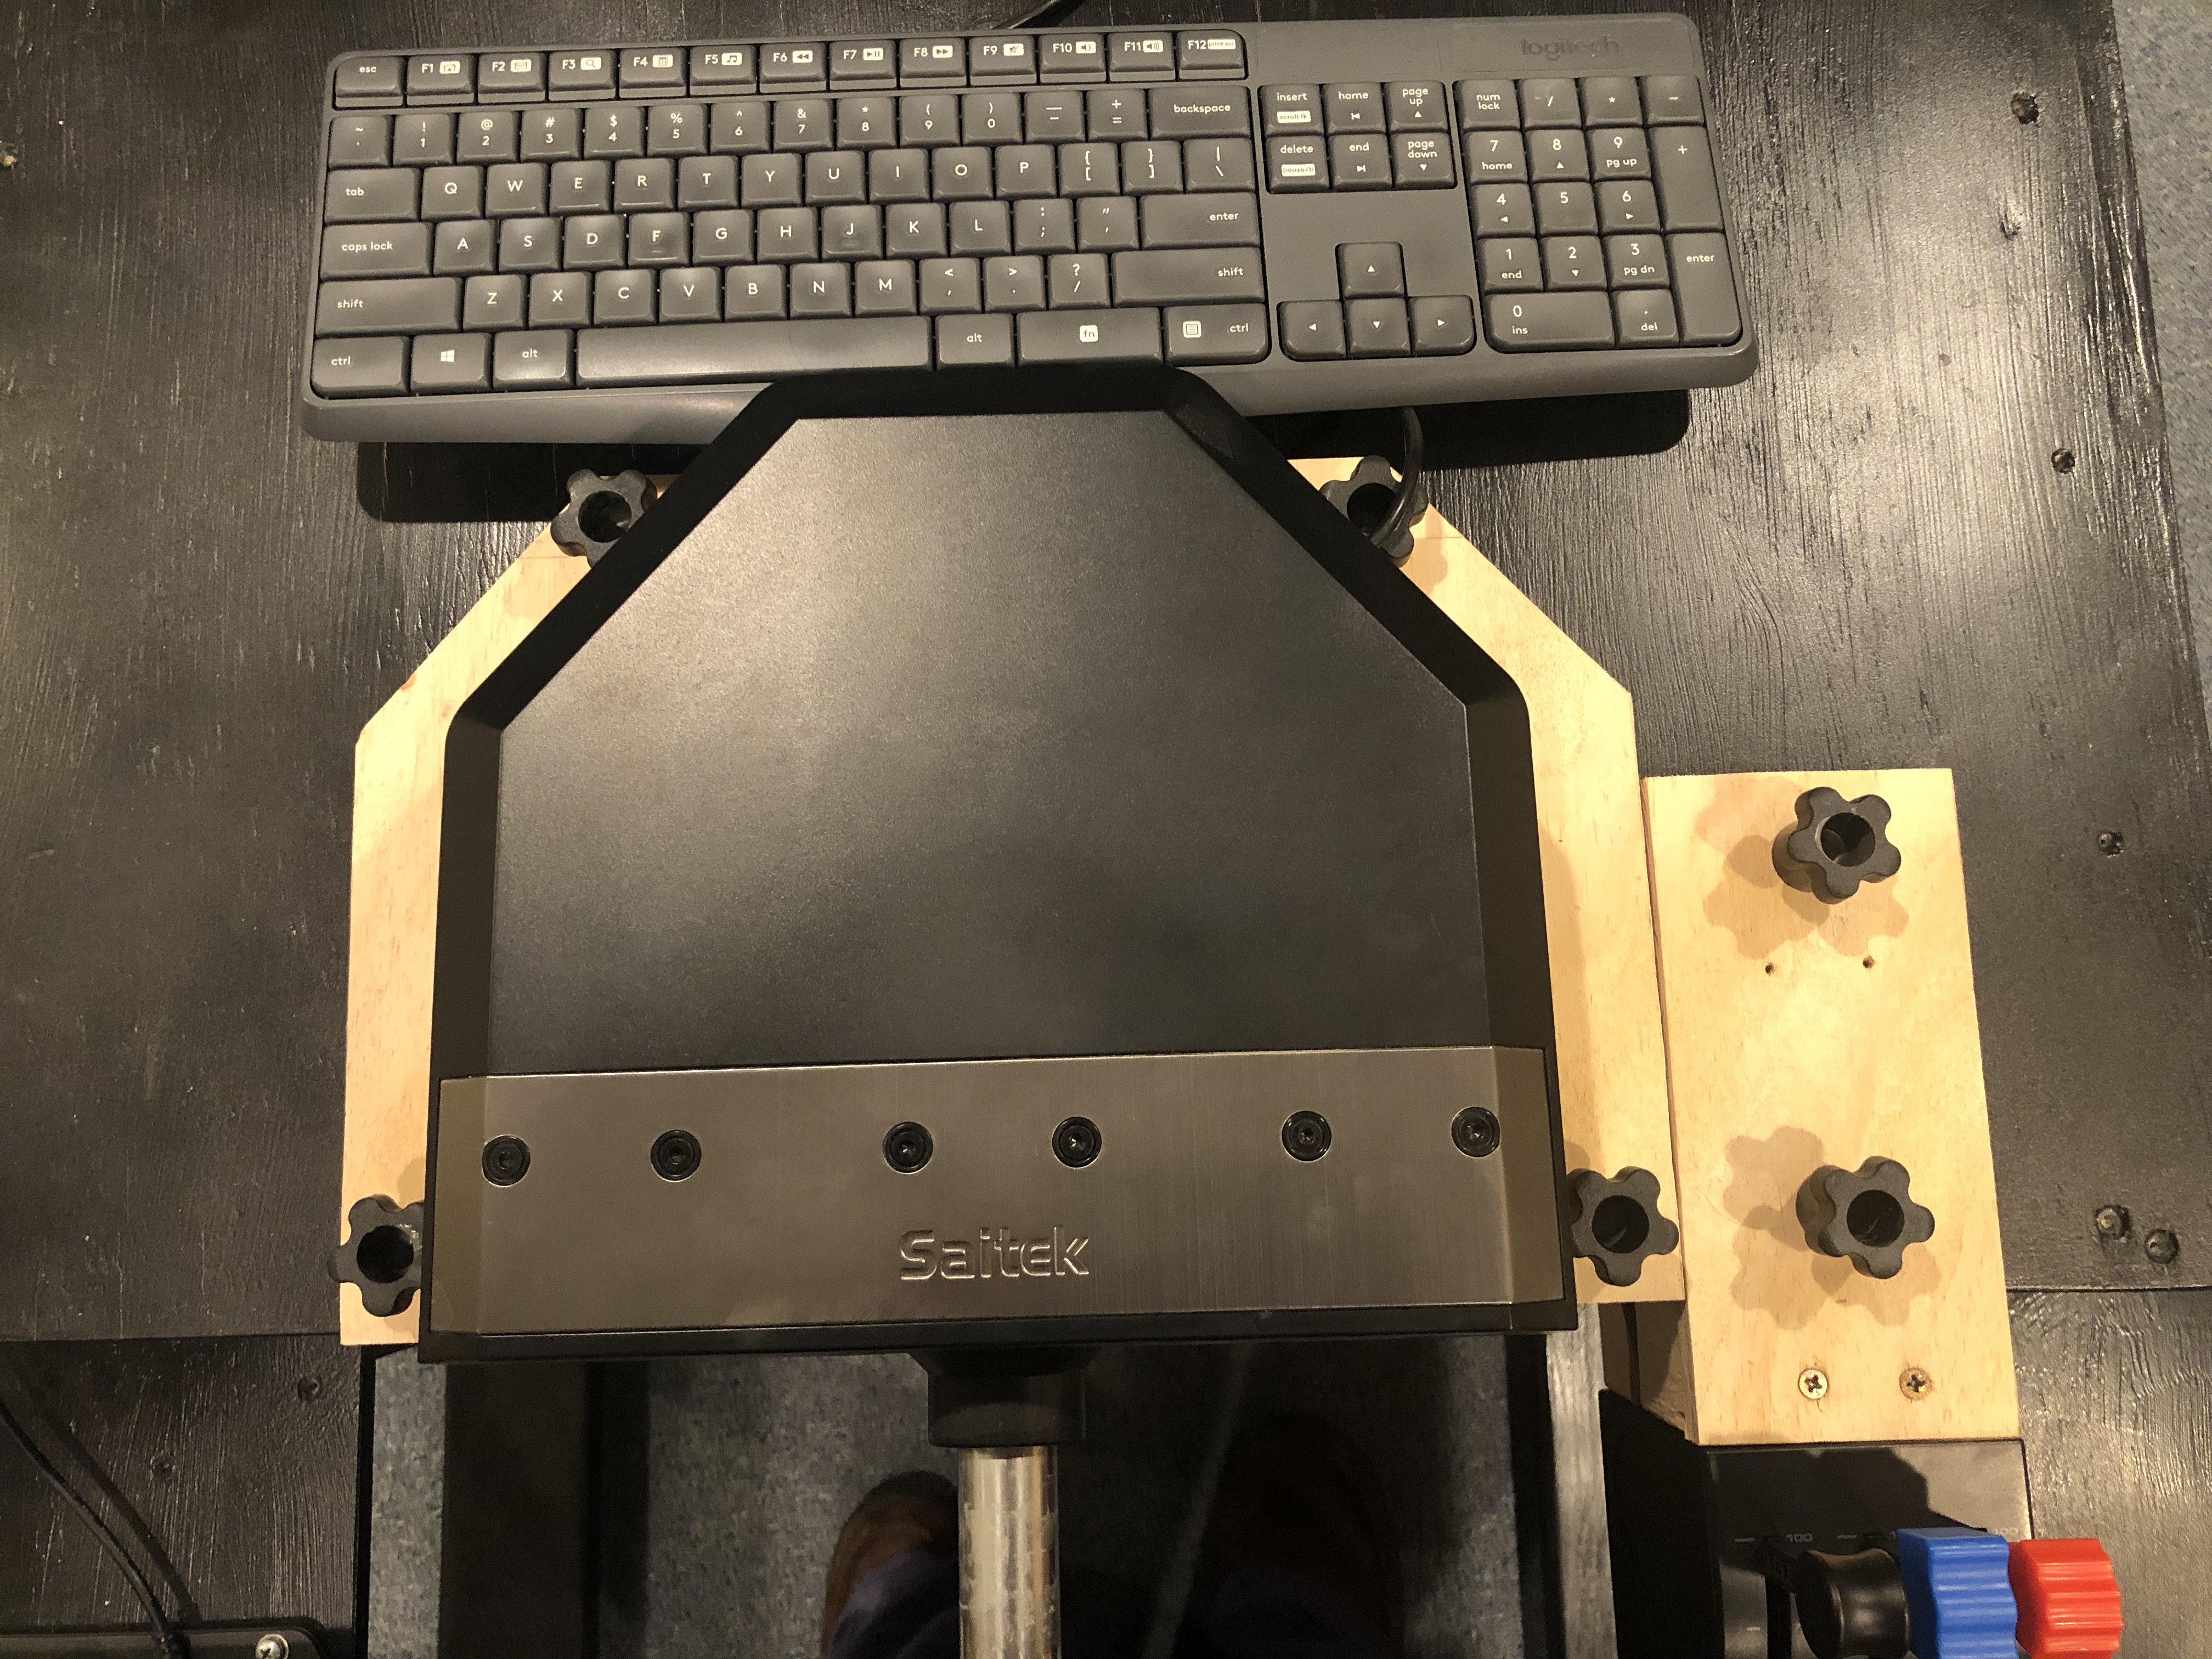 Saitek
esc F1 F2 F3 F4 F5 F6 F7 F8 F9 F10 F11 F12
~ ! @ # $ % ^ & * ( ) — +
1 2 3 4 5 6 7 8 9 0 - = backspace
tab Q W E R T Y U I O P { [ } ] | \
caps lock A S D F G H J K L : ; " ' enter
shift Z X C V B N M < , > . ? / shift
ctrl alt alt fn ctrl
insert home page up
scroll lk
delete end page down
num lock / * -
7 home 8 9 pg up +
4 5 6
1 end 2 3 pg dn enter
0 ins . del
logitech
100